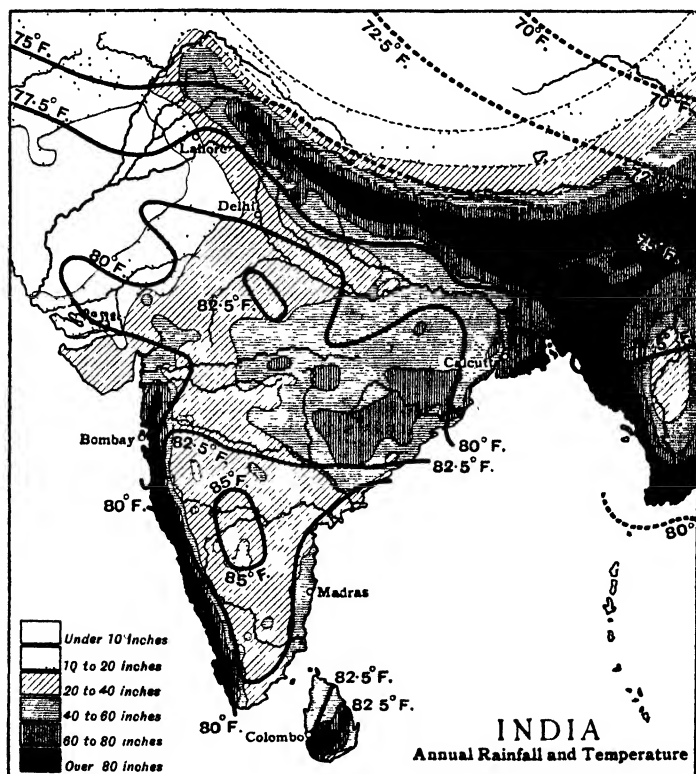 75°F.
77.5°F.
72.5°F.
70°F.
70°F.
Lahore
Delhi
80°F.
82.5°F.
Calcutta
Bombay
82.5°F.
80°F.
82.5°F.
85°F.
80°F.
85°F.
80°
Madras
82.5°F.
82 5°F.
80°F.
Colombo
Under 10 inches
10 to 20 inches
20 to 40 inches
40 to 60 inches
60 to 80 inches
Over 80 inches
INDIA
Annual Rainfall and Temperature